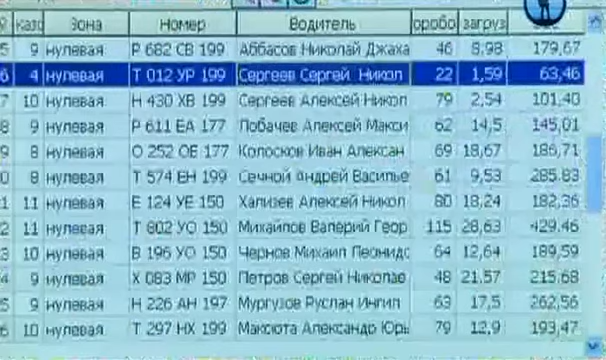 № казс Зона Номер Водитель оробо загруз
5 9 нулевая Р 682 СВ 199 Аббасов Николай Джаха 46 8,98 179,67
6 4 нулевая Т 012 УР 199 Сергеев Сергей Никол 22 1,59 63,46
7 10 нулевая Н 430 ХВ 199 Сергеев Алексей Никол 79 2,54 101,40
8 9 нулевая Р 611 ЕА 177 Лобачев Алексей Макси 62 14,5 145,01
9 8 нулевая О 252 ОЕ 177 Колосков Иван Алексан 69 18,67 186,71
0 8 нулевая Т 574 ЕН 199 Сечной Андрей Василье 61 9,53 285,83
1 11 нулевая Е 124 УЕ 150 Хализев Алексей Никол 80 18,24 182,36
2 11 нулевая Т 802 УО 150 Михайлов Валерий Геор 115 28,63 429,46
3 10 нулевая В 196 УО 150 Чернов Михаил Леонидо 64 12,64 189,59
4 9 нулевая Х 083 МР 150 Петров Сергей Николае 48 21,57 215,68
5 9 нулевая Н 226 АН 197 Мургузов Руслан Ингил 63 17,5 262,56
6 10 нулевая Т 297 НХ 199 Максюта Александр Юрь 79 12,9 193,47